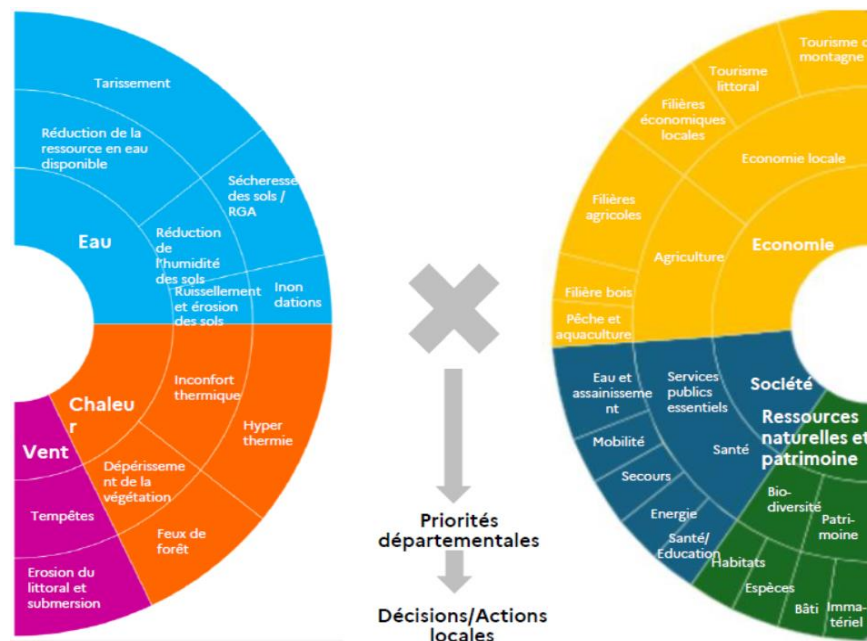 Tarissement
Réduction de la
ressource en eau
disponible
Sécheresse
des sols /
RGA
Eau
Réduction
de
l'humidité
des sols
Ruissellement
et érosion
des sols
Inon
dations
Inconfort
thermique
Chaleu
r
Hyper
thermie
Vent
Dépérisseme
nt de la
végétation
Tempêtes
Feux de
forêt
Erosion du
littoral et
submersion
Priorités
départementales
Décisions/Actions
locales
Tourisme d
montagne
Tourisme
littoral
Filières
économiques
locales
Economie locale
Filières
agricoles
Economie
Agriculture
Filière bois
Pêche et
aquaculture
Eau et
assainisseme
nt
Services
publics
essentiels
Société
Ressources
naturelles et
patrimoine
Mobilité
Santé
Secours
Bio-
diversité
Energie
Patri-
moine
Santé/
Education
Habitats
Espèces
Bâti
Imma-
tériel